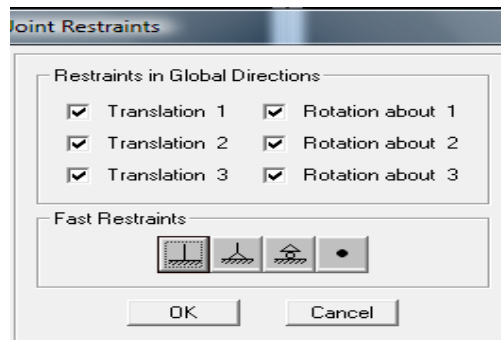 Joint Restraints
Restraints in Global Directions
Translation 1 Rotation about 1
Translation 2 Rotation about 2
Translation 3 Rotation about 3
Fast Restraints
OK Cancel